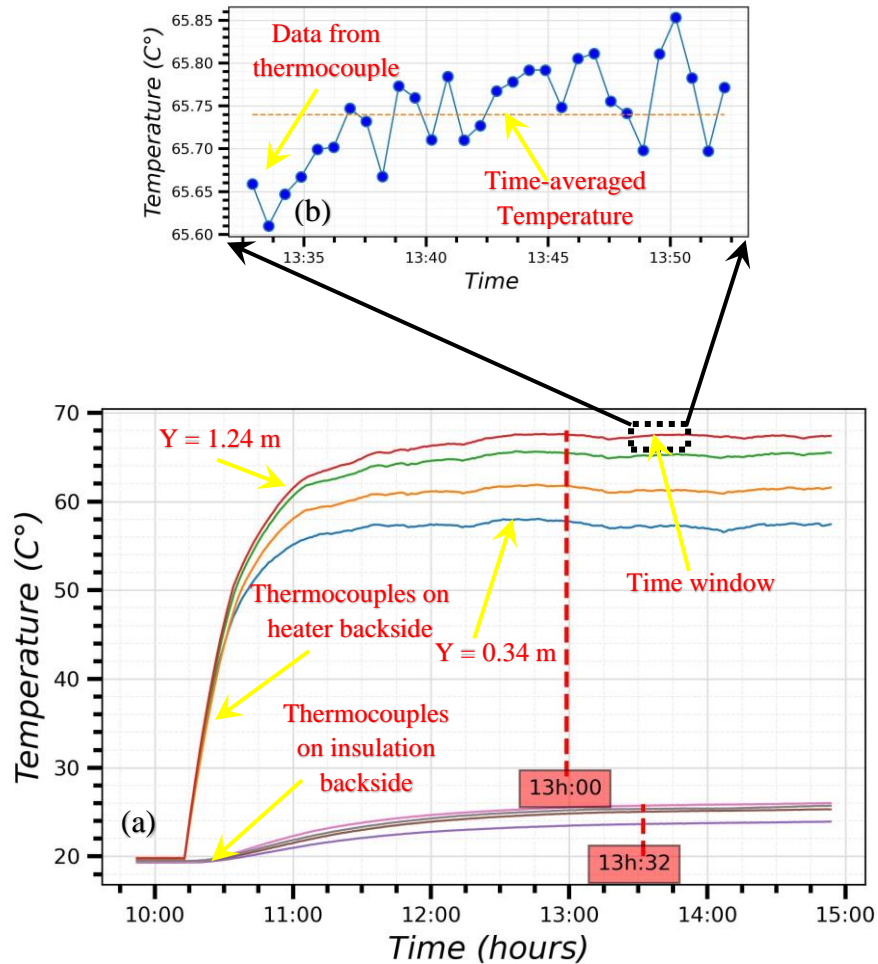 65.85
65.80
65.75
65.70
65.65
65.60
Temperature (C°)
Data from
thermocouple
Time-averaged
Temperature
(b)
13:35
13:40
13:45
13:50
Time
70
60
50
40
30
20
Temperature (C°)
Y = 1.24 m
Thermocouples on
heater backside
Y = 0.34 m
Time window
Thermocouples
on insulation
backside
13h:00
13h:32
(a)
10:00
11:00
12:00
13:00
14:00
15:00
Time (hours)